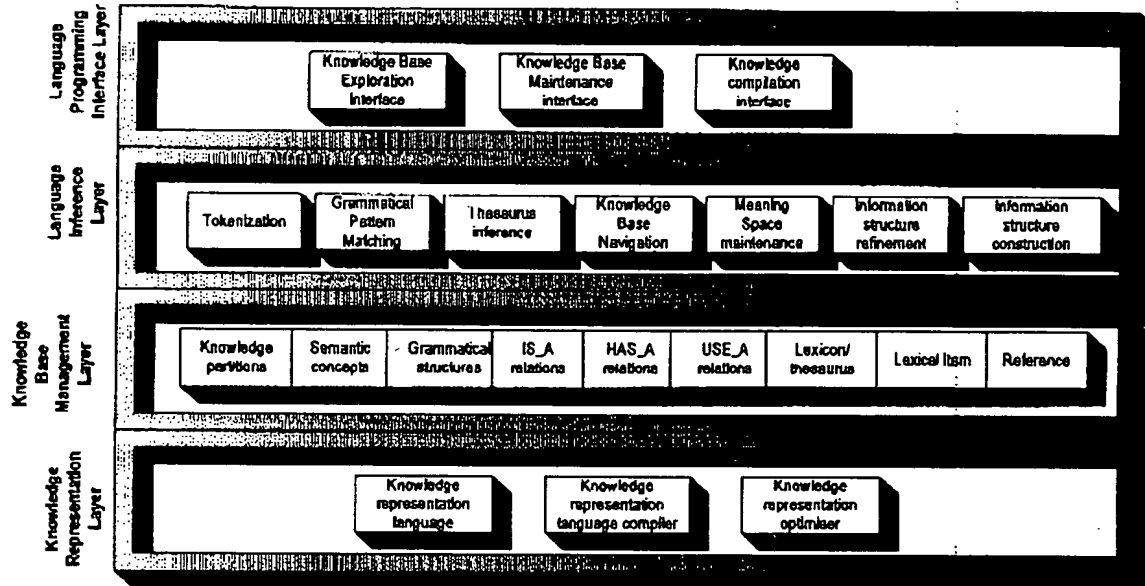 Language
Programming
Interface Layer
Knowledge Base
Exploration
Interface
Knowledge Base
Maintenance
interface
Knowledge
compilation
interface
Language
Inference
Layer
Tokenization
Grammatical
Pattern
Matching
Thesaurus
inference
Knowledge
Base
Navigation
Meaning
Space
maintenance
Information
structure
refinement
Information
structure
construction
Knowledge
Base
Management
Layer
Knowledge
partitions
Semantic
concepts
Grammatical
structures
IS_A
relations
HAS_A
relations
USE_A
relations
Lexicon/
thesaurus
Lexical Item
Reference
Knowledge
Representation
Layer
Knowledge
representation
language
Knowledge
representation
language compiler
Knowledge
representation
optimiser